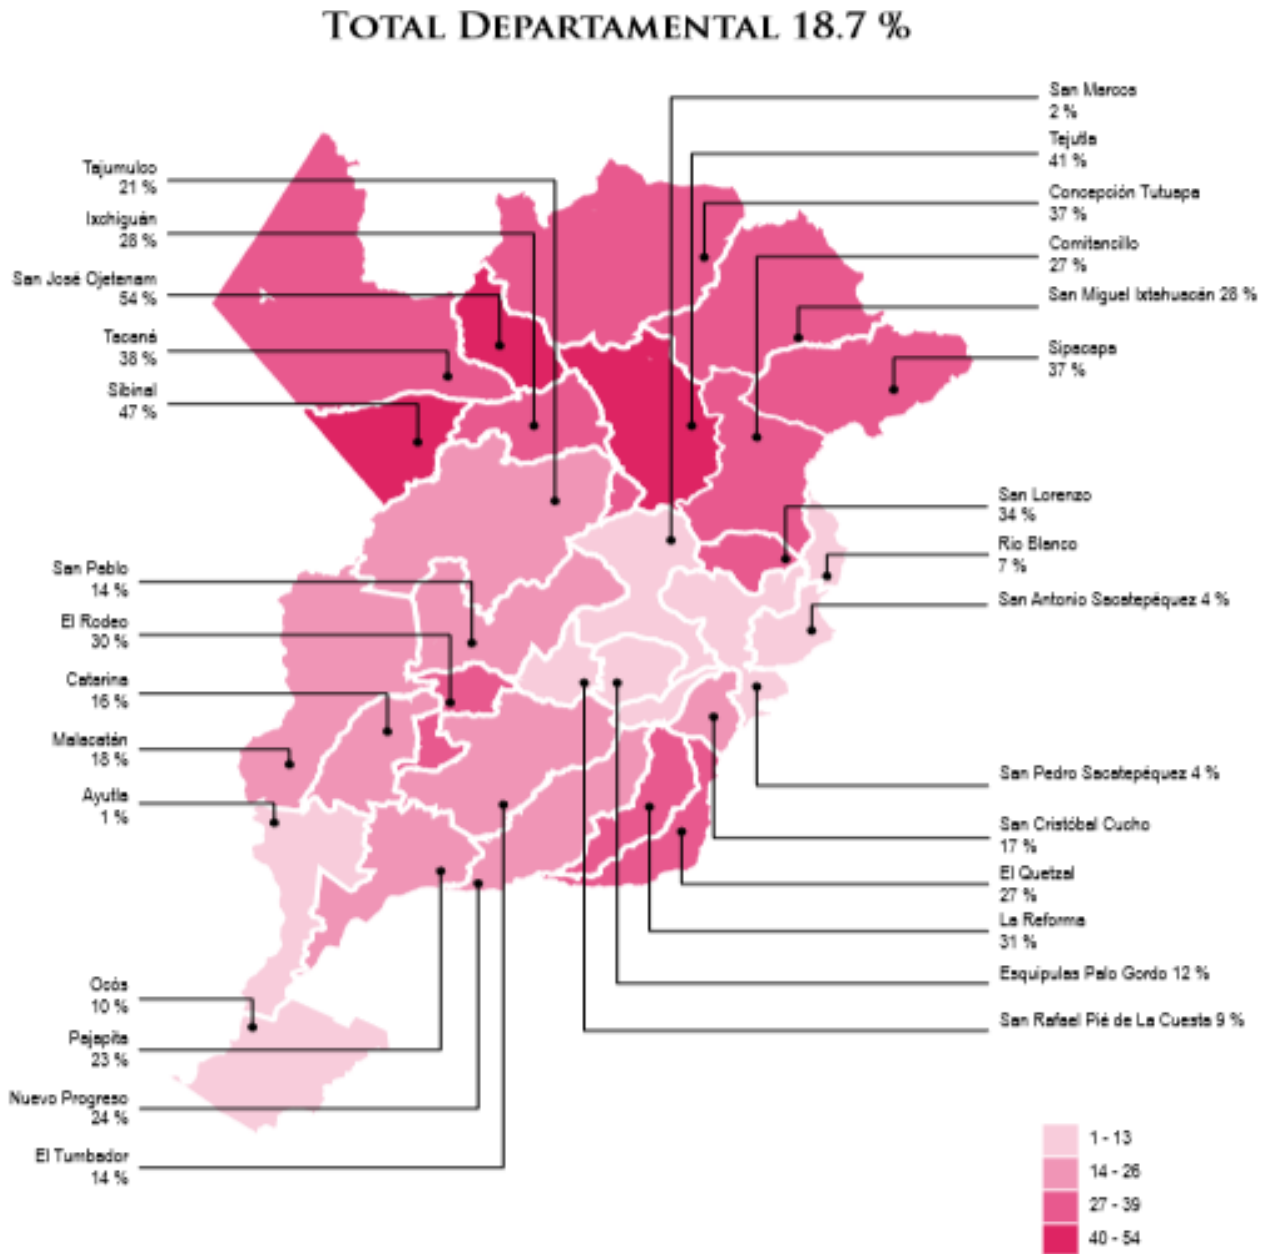 TOTAL DEPARTAMENTAL 18.7 %
Tajumulco
21 %
Ixchiguán
28 %
San José Ojetenam
54 %
Tacaná
38 %
Sibinal
47 %
San Pablo
14 %
El Rodeo
30 %
Catarina
16 %
Malacatán
18 %
Ayutla
1 %
Ocós
10 %
Pajapita
23 %
Nuevo Progreso
24 %
El Tumbador
14 %
San Marcos
2 %
Tejutla
41 %
Concepción Tutuapa
37 %
Comitancillo
27 %
San Miguel Ixtahuacán 28 %
Sipacapa
37 %
San Lorenzo
34 %
Río Blanco
7 %
San Antonio Sacatepéquez 4 %
San Pedro Sacatepéquez 4 %
San Cristóbal Cucho
17 %
El Quetzal
27 %
La Reforma
31 %
Esquipulas Palo Gordo 12 %
San Rafael Pié de La Cuesta 9 %
1 - 13
14 - 26
27 - 39
40 - 54